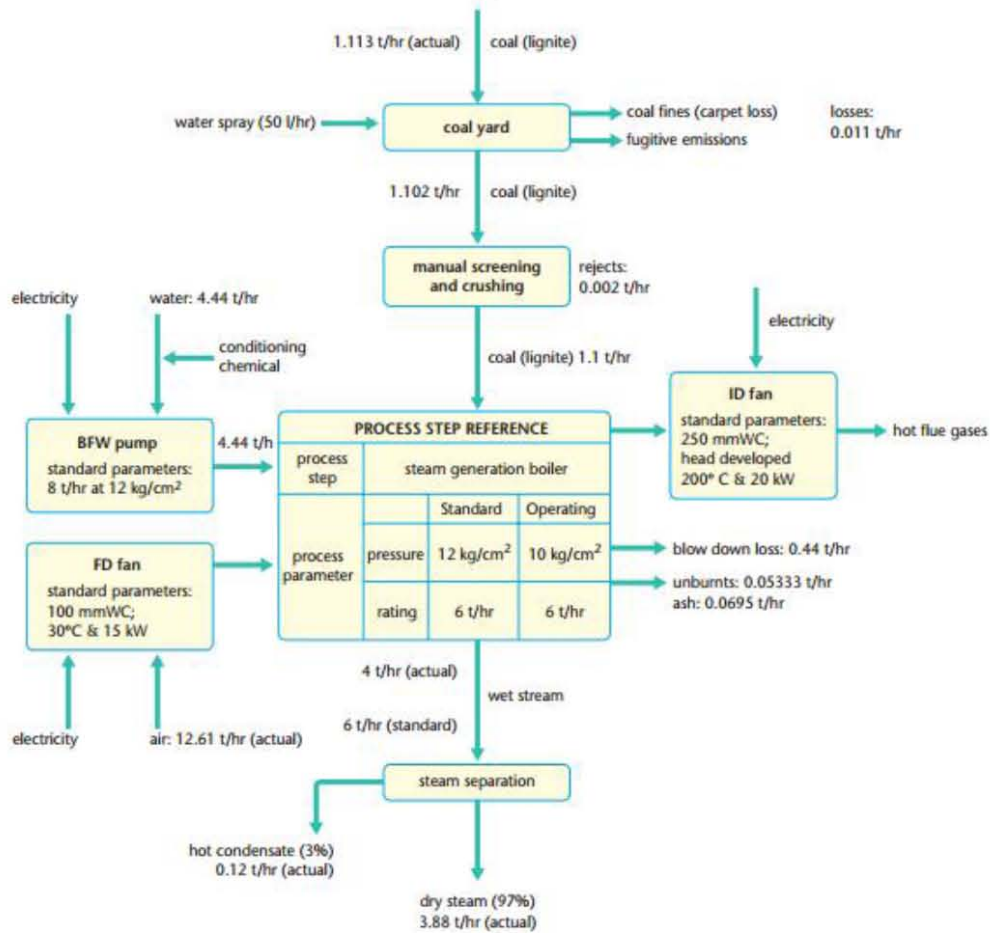 1.113 t/hr (actual)
coal (lignite)
water spray (50 l/hr)
coal yard
coal fines (carpet loss)
fugitive emissions
losses:
0.011 t/hr
1.102 t/hr
coal (lignite)
manual screening
and crushing
rejects:
0.002 t/hr
electricity
water: 4.44 t/hr
conditioning
chemical
coal (lignite) 1.1 t/hr
electricity
BFW pump
standard parameters:
8 t/hr at 12 kg/cm²
4.44 t/h
PROCESS STEP REFERENCE
process
step
steam generation boiler
Standard
Operating
process
parameter
pressure
12 kg/cm²
10 kg/cm²
rating
6 t/hr
6 t/hr
ID fan
standard parameters:
250 mmWC;
head developed
200° C & 20 kW
hot flue gases
blow down loss: 0.44 t/hr
unburnts: 0.05333 t/hr
ash: 0.0695 t/hr
FD fan
standard parameters:
100 mmWC;
30°C & 15 kW
electricity
air: 12.61 t/hr (actual)
4 t/hr (actual)
wet stream
6 t/hr (standard)
steam separation
hot condensate (3%)
0.12 t/hr (actual)
dry steam (97%)
3.88 t/hr (actual)